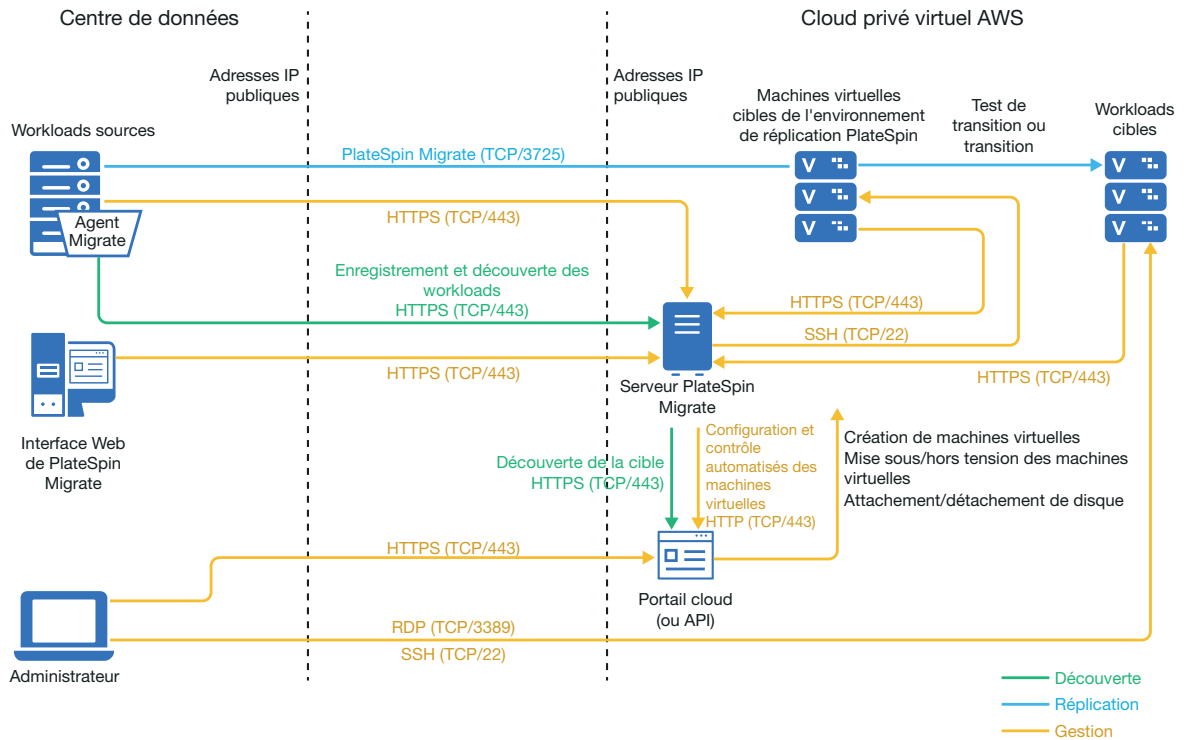 Centre de données
Cloud privé virtuel AWS
Adresses IP
publiques
Adresses IP
publiques
Machines virtuelles
cibles de l'environnement
de réplication PlateSpin
Test de
transition ou
transition
Workloads
cibles
Workloads sources
PlateSpin Migrate (TCP/3725)
V
V
V
V
V
V
HTTPS (TCP/443)
Agent
Migrate
Enregistrement et découverte des
workloads
HTTPS (TCP/443)
HTTPS (TCP/443)
SSH (TCP/22)
HTTPS (TCP/443)
HTTPS (TCP/443)
Serveur PlateSpin
Migrate
Interface Web
de PlateSpin
Migrate
Découverte de la cible
HTTPS (TCP/443)
Configuration et
contrôle
automatisés des
machines
virtuelles
HTTP (TCP/443)
Création de machines virtuelles
Mise sous/hors tension des machines
virtuelles
Attachement/détachement de disque
HTTPS (TCP/443)
Portail cloud
(ou API)
RDP (TCP/3389)
SSH (TCP/22)
Administrateur
Découverte
Réplication
Gestion